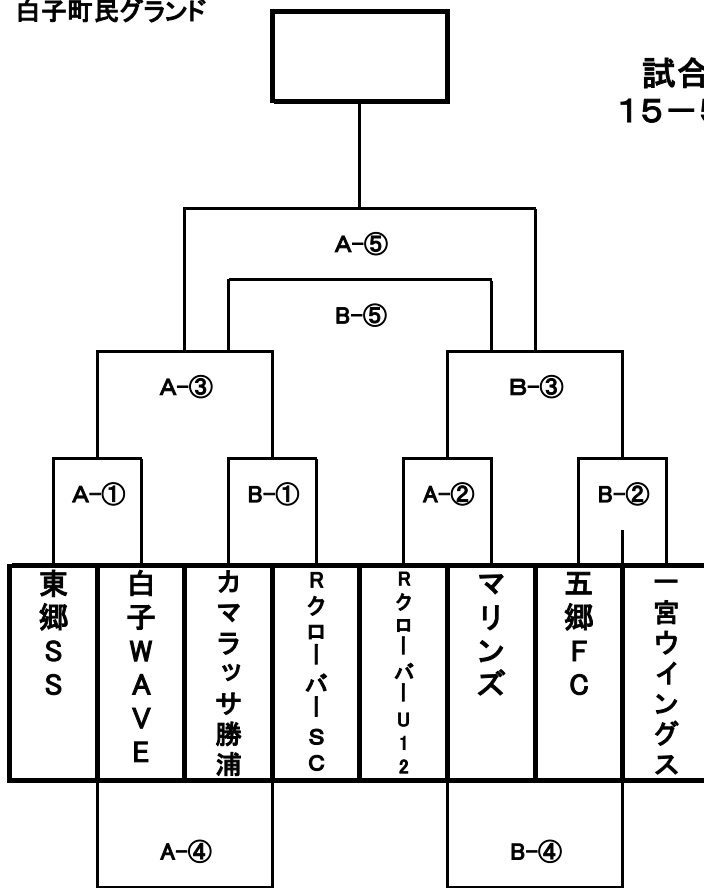 白子町民グランド
試合
15－5
A-⑤
B-⑤
A-③
B-③
A-①
B-①
A-②
B-②
東郷SS
白子WAVE
カマラッサ勝浦
RクローバーSC
RクローバーU12
マリンズ
五郷FC
一宮ウイングス
A-④
B-④